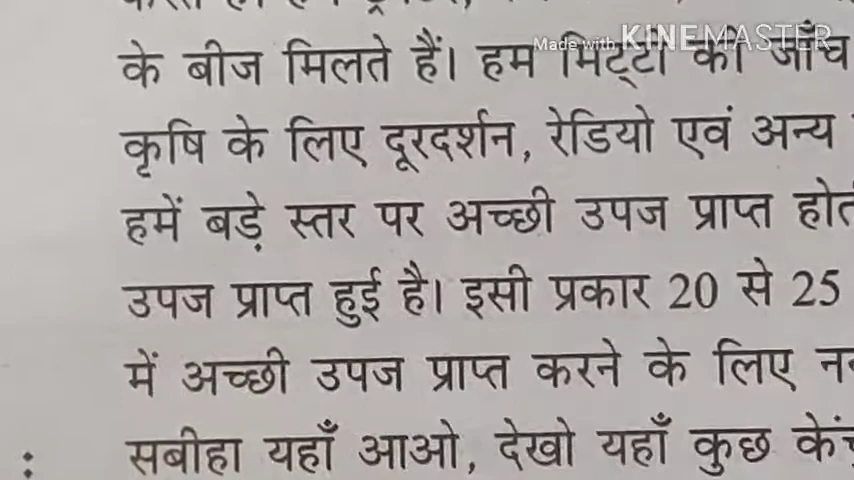 Made with KINEMASTER
के बीज मिलते हैं। हम मिट्टी की जाँच
कृषि के लिए दूरदर्शन, रेडियो एवं अन्य
हमें बड़े स्तर पर अच्छी उपज प्राप्त
उपज प्राप्त हुई है। इसी प्रकार 20 से 25
में अच्छी उपज प्राप्त करने के लिए
: सबीहा यहाँ आओ, देखो यहाँ कुछ